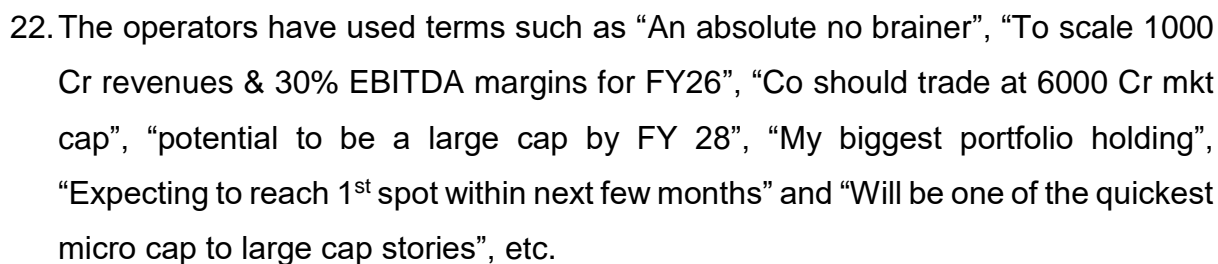 22. The operators have used terms such as “An absolute no brainer”, “To scale 1000
Cr revenues & 30% EBITDA margins for FY26”, “Co should trade at 6000 Cr mkt
cap”, “potential to be a large cap by FY 28”, “My biggest portfolio holding”,
“Expecting to reach 1st spot within next few months” and “Will be one of the quickest
micro cap to large cap stories”, etc.